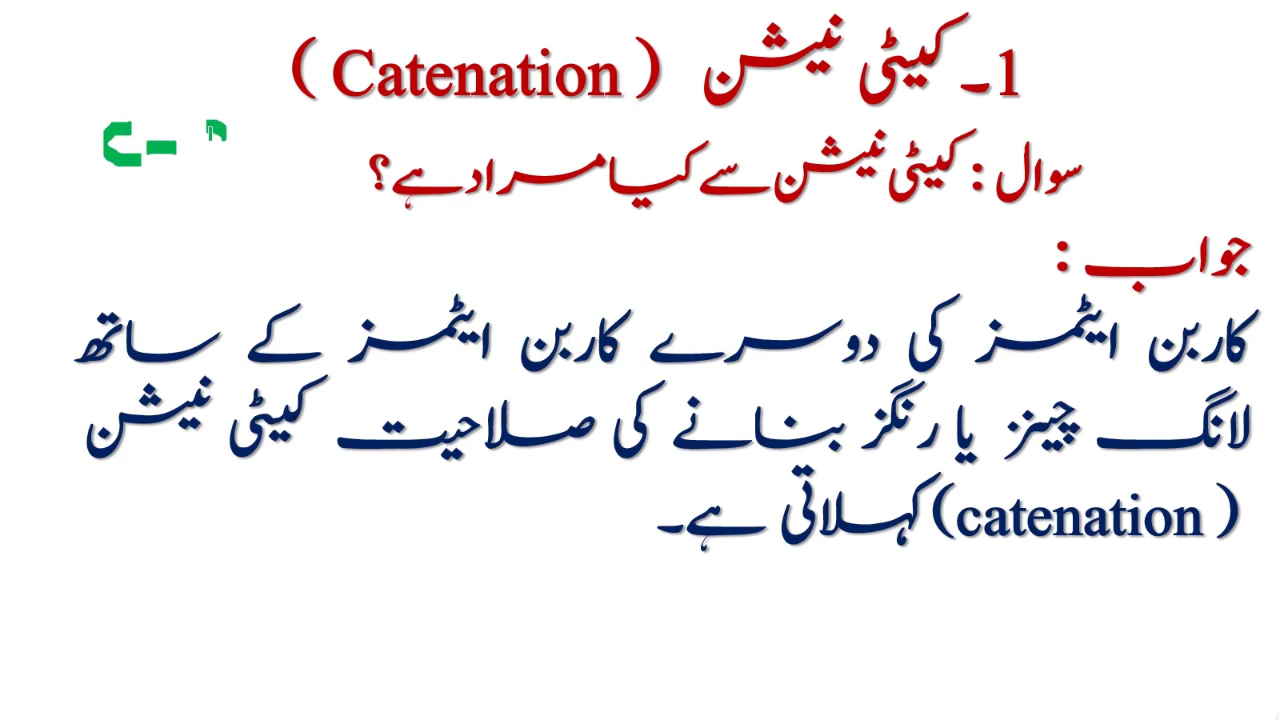 1۔ کیٹی نیشن ( Catenation )
C-
سوال : کیٹی نیشن سے کیا مراد ہے؟
جواب :
کاربن ایٹمز کی دوسرے کاربن ایٹمز کے ساتھ
لانگ چینز یا رنگز بنانے کی صلاحیت کیٹی نیشن
( catenation) کہلاتی ہے۔